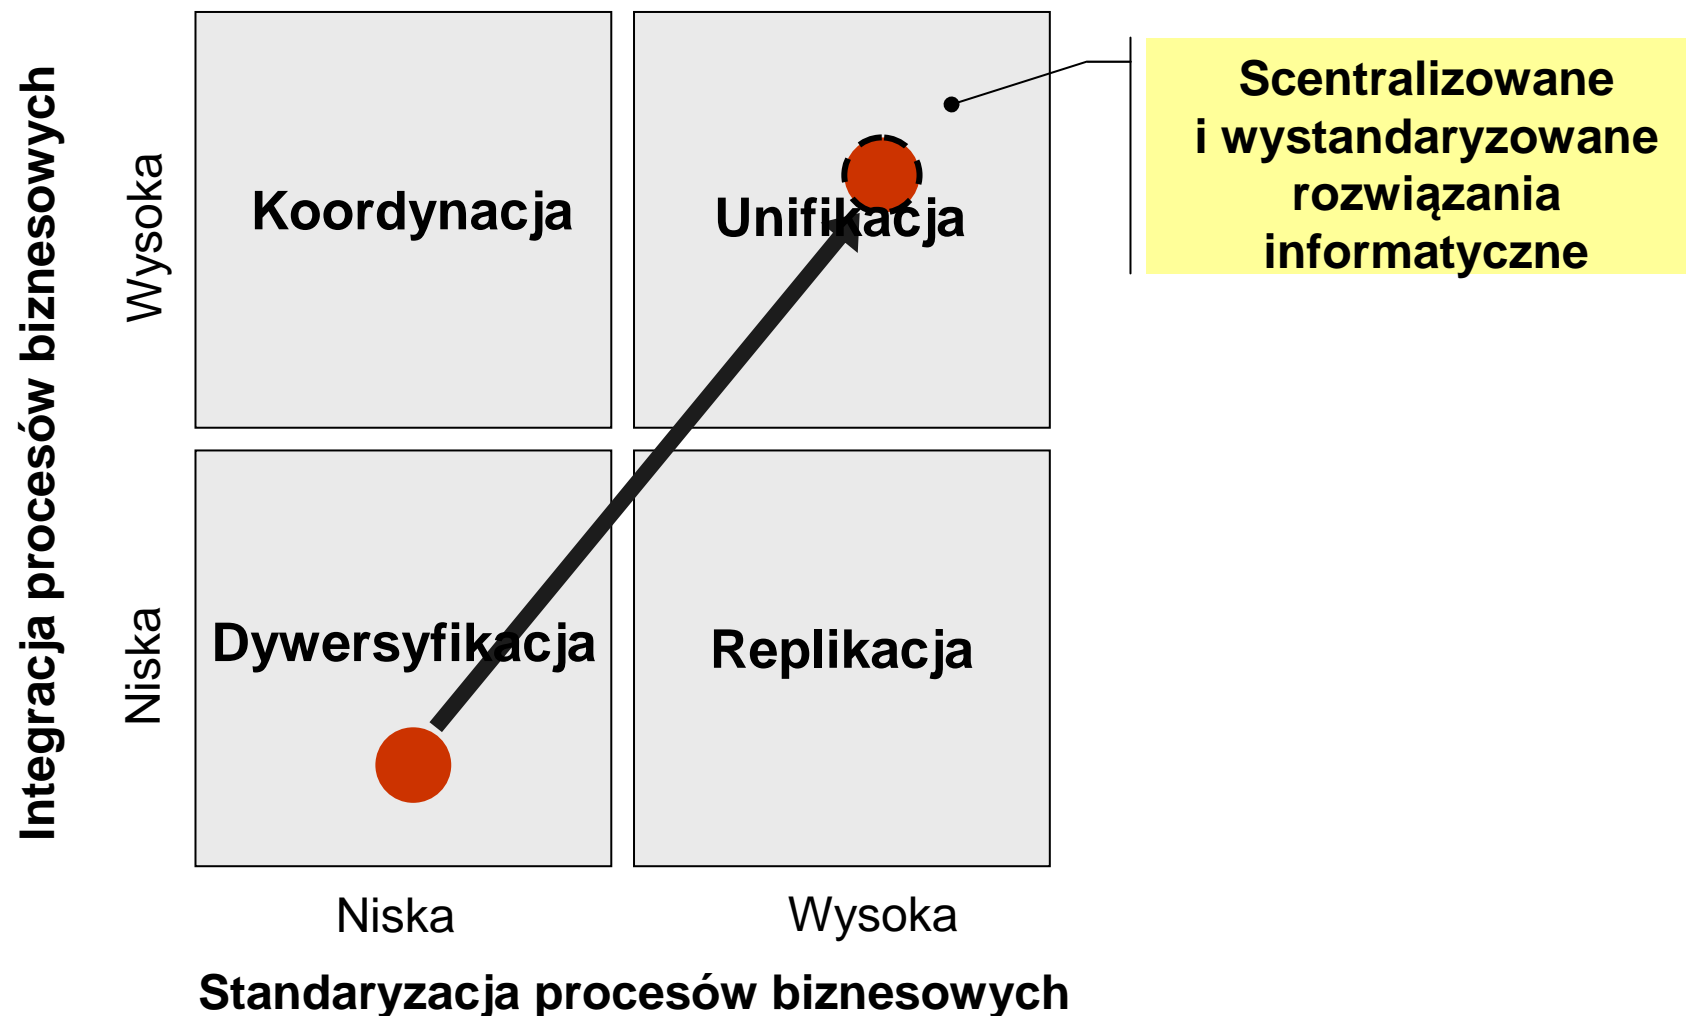 Integracja procesów biznesowych
Wysoka
Niska
Koordynacja
Unifikacja
Dywersyfikacja
Replikacja
Scentralizowane
i wystandaryzowane
rozwiązania
informatyczne
Niska
Wysoka
Standaryzacja procesów biznesowych